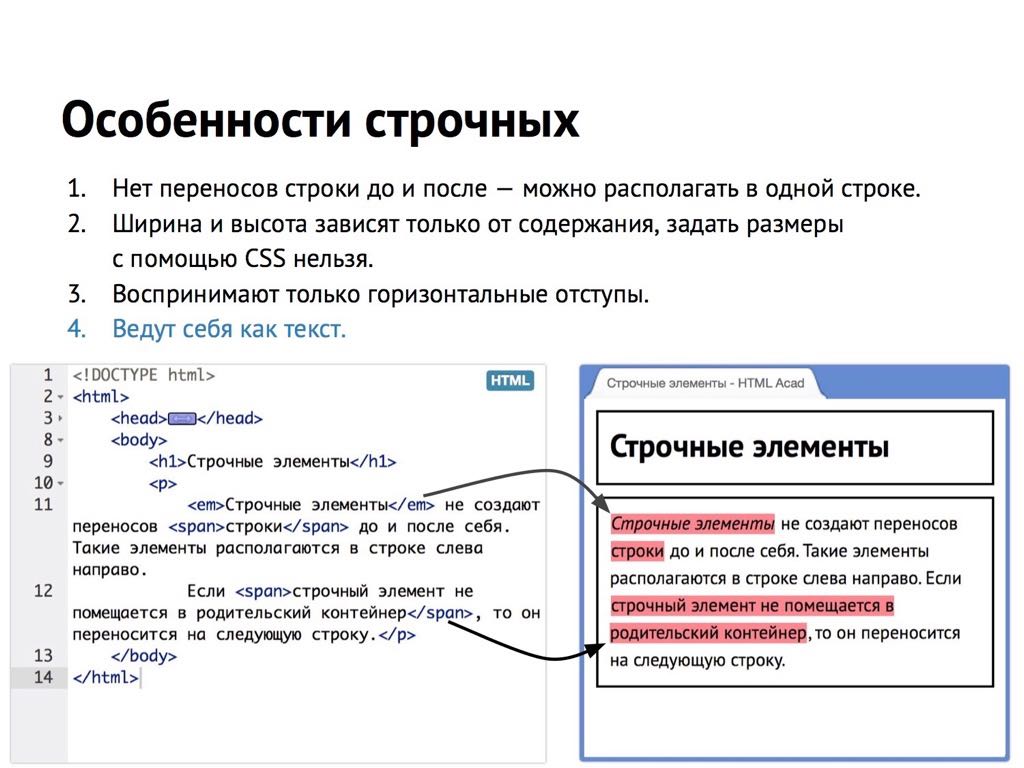 Особенности строчных
1. Нет переносов строки до и после — можно располагать в одной строке.
2. Ширина и высота зависят только от содержания, задать размеры
с помощью CSS нельзя.
3. Воспринимают только горизонтальные отступы.
4. Ведут себя как текст.
HTML
1 <!DOCTYPE html>
2 <html>
3 <head></head>
8 <body>
9 <h1>Строчные элементы</h1>
10 <p>
11 <em>Строчные элементы</em> не создают
переносов <span>строки</span> до и после себя.
Такие элементы располагаются в строке слева
направо.
12 Если <span>строчный элемент не
помещается в родительский контейнер</span>, то он
переносится на следующую строку.</p>
13 </body>
14 </html>
Строчные элементы - HTML Acad
Строчные элементы
Строчные элементы не создают переносов
строки до и после себя. Такие элементы
располагаются в строке слева направо. Если
строчный элемент не помещается в
родительский контейнер, то он переносится
на следующую строку.